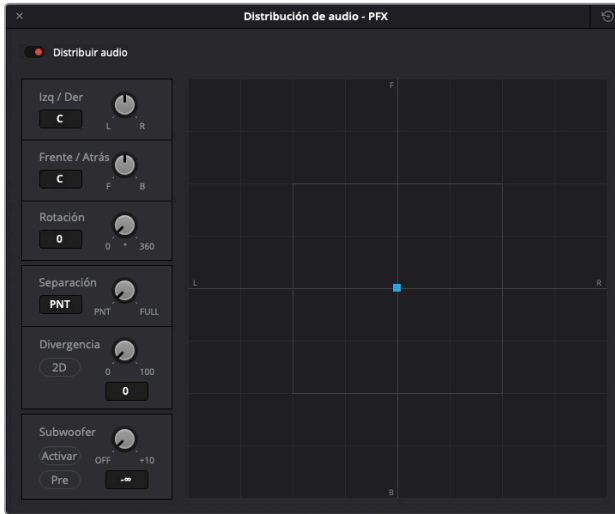 × Distribución de audio - PFX
Distribuir audio
Izq / Der
C
L R
Frente / Atrás
C
F B
Rotación
0
0 ° 360
Separación
PNT
PNT FULL
Divergencia
2D
0 100
0
Subwoofer
Activar
OFF +10
Pre
-∞
F
L R
B